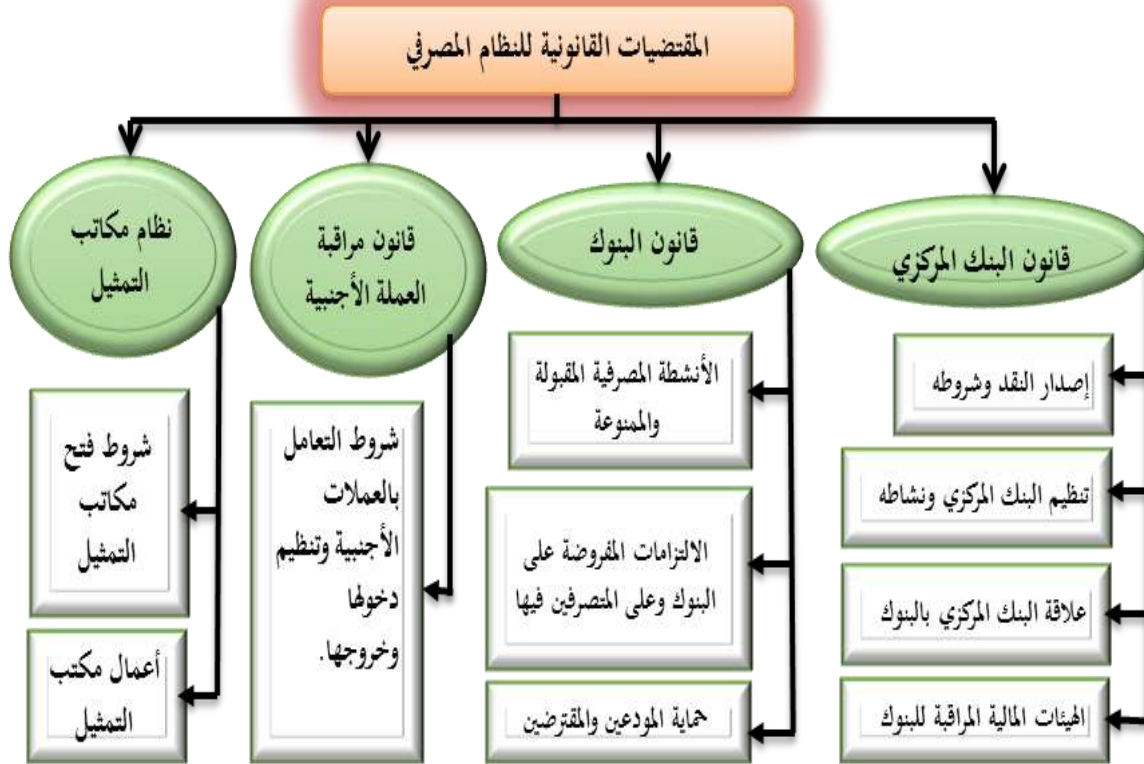 المقتضيات القانونية للنظام المصرفي
قانون البنك المركزي
إصدار النقد وشروطه
تنظيم البنك المركزي ونشاطه
علاقة البنك المركزي بالبنوك
الهيئات المالية المراقبة للبنوك
قانون البنوك
الأنشطة المصرفية المقبولة
والممنوعة
الالتزامات المفروضة على
البنوك وعلى المتصرفين فيها
حماية المودعين والمقترضين
قانون مراقبة
العملة الأجنبية
شروط التعامل
بالعملات
الأجنبية وتنظيم
دخولها
وخروجها.
نظام مكاتب
التمثيل
شروط فتح
مكاتب
التمثيل
أعمال مكتب
التمثيل